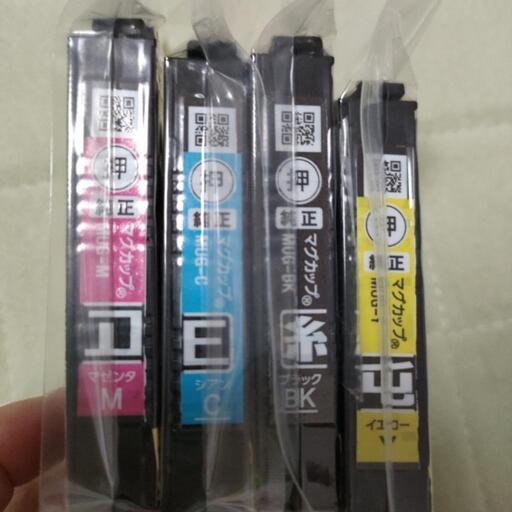 押
純正
マグカップ®
MUG-M
マゼンタ
M
押
純正
マグカップ®
MUG-C
シアン
C
押
純正
マグカップ®
MUG-BK
ブラック
BK
押
純正
マグカップ®
MUG-Y
イエロー
Y